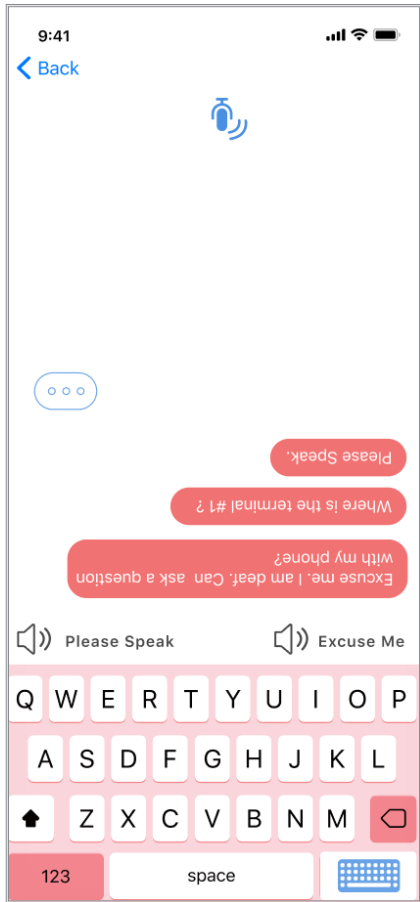 9:41
Back
Excuse me. I am deaf. Can ask a question
with my phone?
Where is the terminal #1 ?
Please Speak.
Please Speak Excuse Me
Q W E R T Y U I O P
A S D F G H J K L
Z X C V B N M
123 space